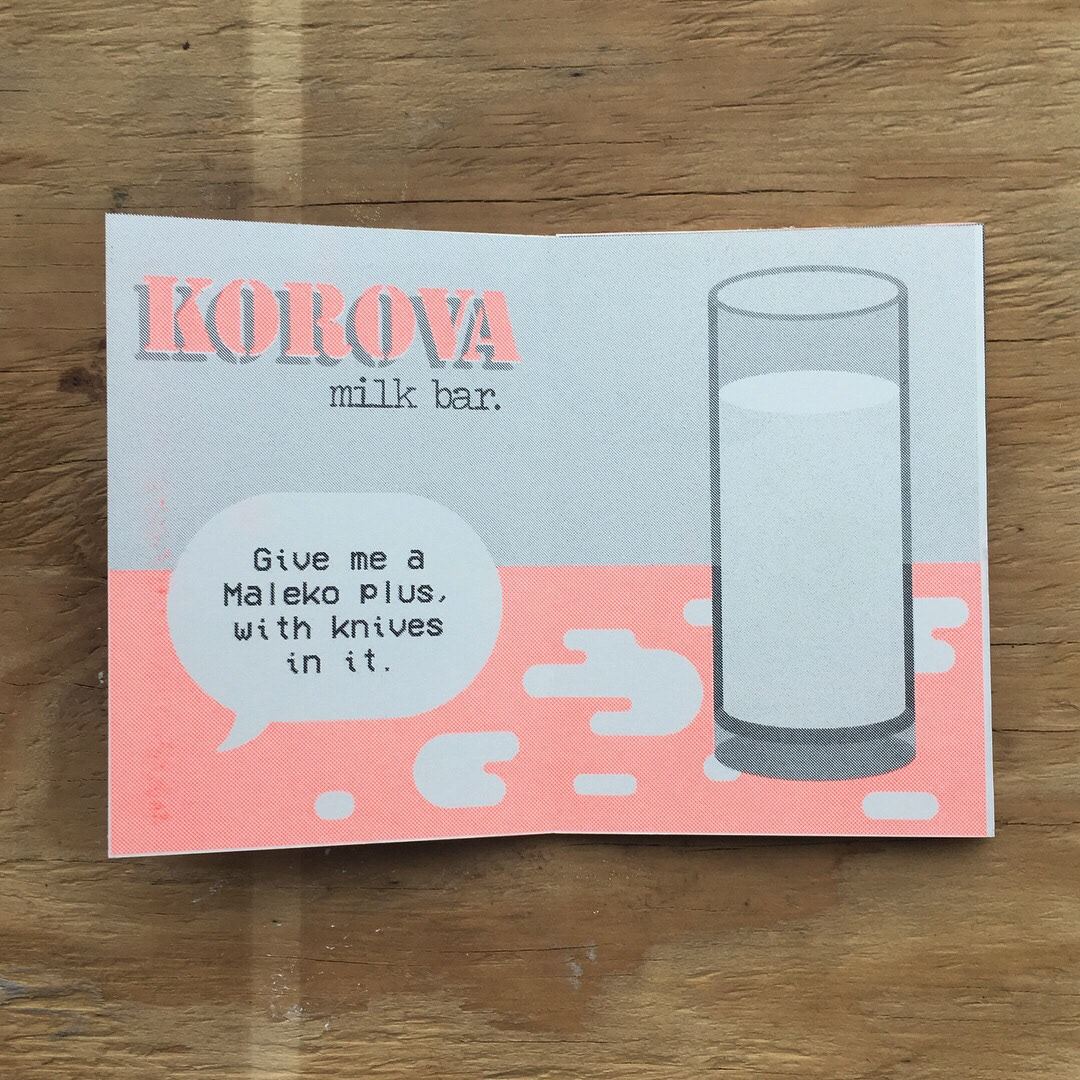 KOROVA
milk bar.
Give me a
Maleko plus,
with knives
in it.